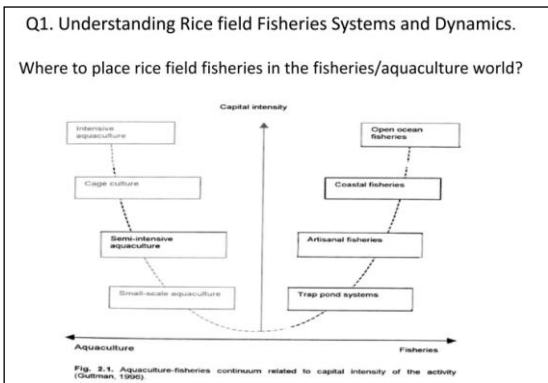 Q1. Understanding Rice field Fisheries Systems and Dynamics.
Where to place rice field fisheries in the fisheries/aquaculture world?
Capital intensity
Intensive
aquaculture
Open ocean
fisheries
Cage culture
Coastal fisheries
Semi-intensive
aquaculture
Artisanal fisheries
Small-scale aquaculture
Trap pond systems
Aquaculture
Fisheries
Fig. 2.1. Aquaculture-fisheries continuum related to capital intensity of the activity
(Guttman, 1996).